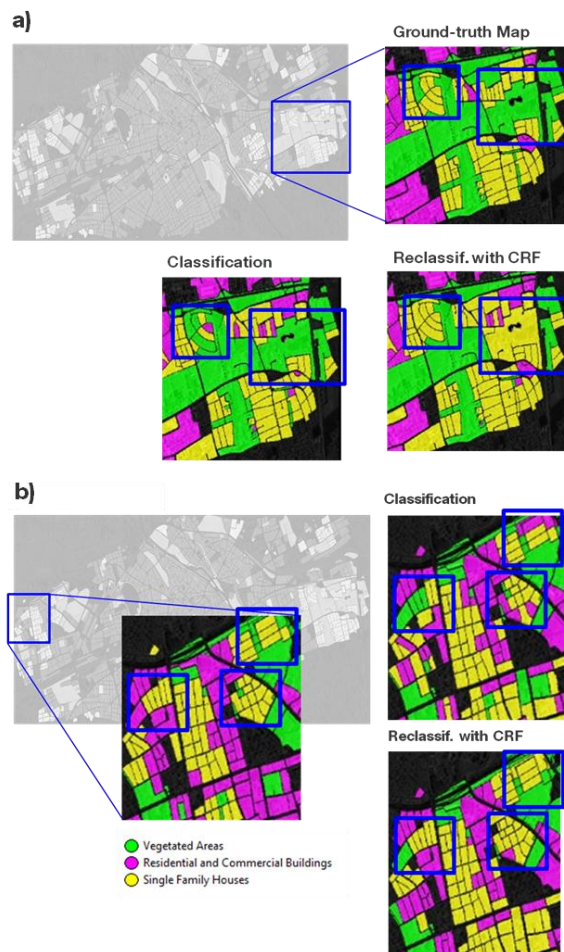 a)
Ground-truth Map
Classification
Reclassif. with CRF
b)
Classification
Reclassif. with CRF
Vegetated Areas
Residential and Commercial Buildings
Single Family Houses